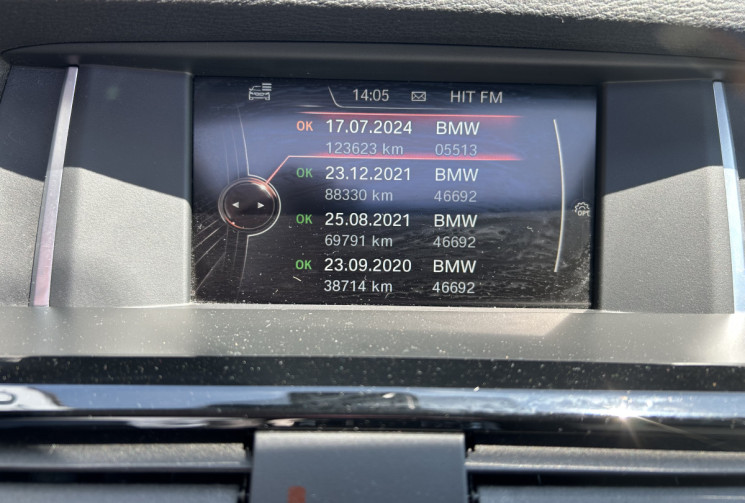 14:05 HIT FM
OK 17.07.2024 BMW
123623 km 05513
OK 23.12.2021 BMW
88330 km 46692
OK 25.08.2021 BMW
69791 km 46692
OK 23.09.2020 BMW
38714 km 46692
OPT